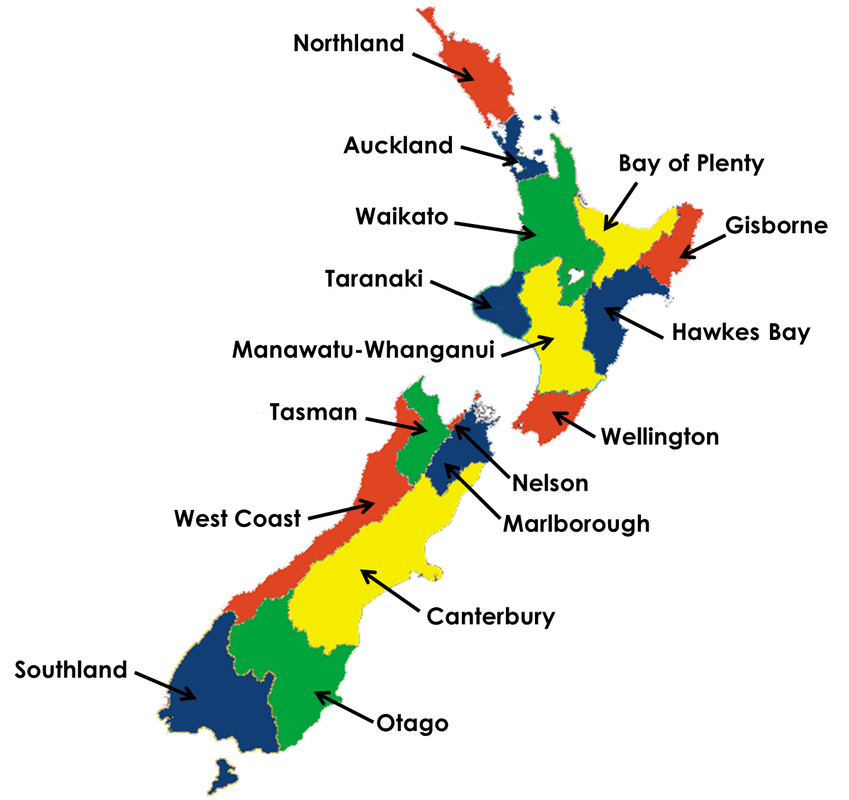 Northland
Auckland
Bay of Plenty
Waikato
Gisborne
Taranaki
Hawkes Bay
Manawatu-Whanganui
Tasman
Wellington
Nelson
West Coast
Marlborough
Canterbury
Southland
Otago